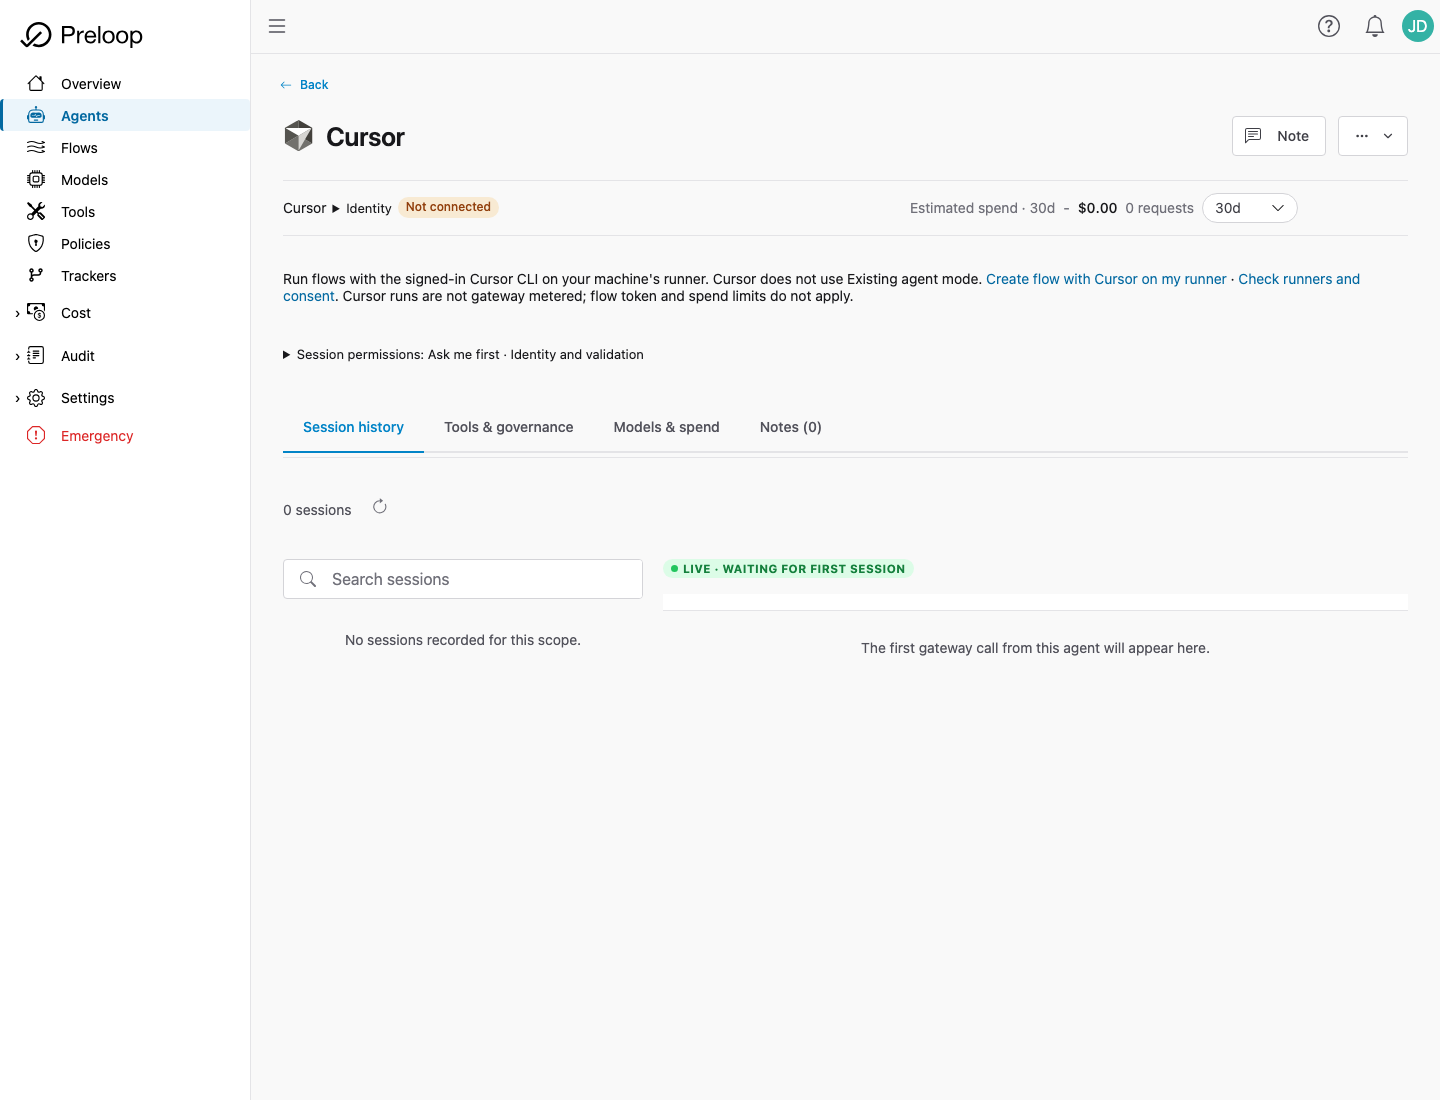 Preloop
JD
Overview
Agents
Flows
Models
Tools
Policies
Trackers
Cost
Audit
Settings
Emergency
Back
Cursor
Note
Cursor Identity Not connected
Estimated spend · 30d - $0.00 0 requests 30d
Run flows with the signed-in Cursor CLI on your machine's runner. Cursor does not use Existing agent mode. Create flow with Cursor on my runner · Check runners and
consent. Cursor runs are not gateway metered; flow token and spend limits do not apply.
Session permissions: Ask me first · Identity and validation
Session history Tools & governance Models & spend Notes (0)
0 sessions
Search sessions
LIVE · WAITING FOR FIRST SESSION
No sessions recorded for this scope.
The first gateway call from this agent will appear here.